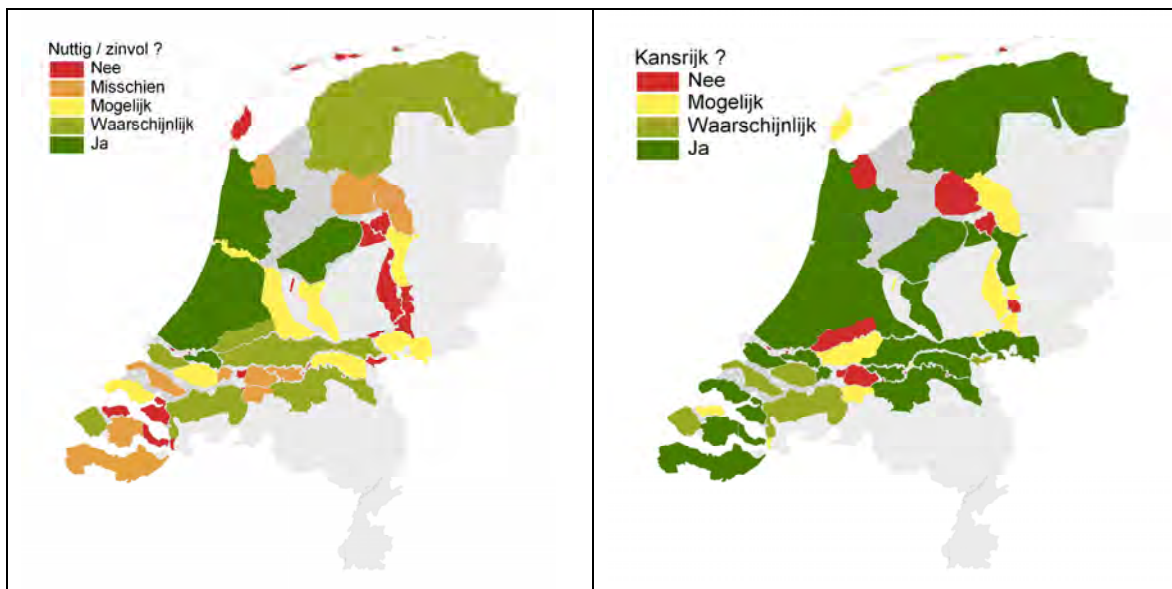 Nuttig / zinvol ?
Nee
Misschien
Mogelijk
Waarschijnlijk
Ja
Kansrijk ?
Nee
Mogelijk
Waarschijnlijk
Ja